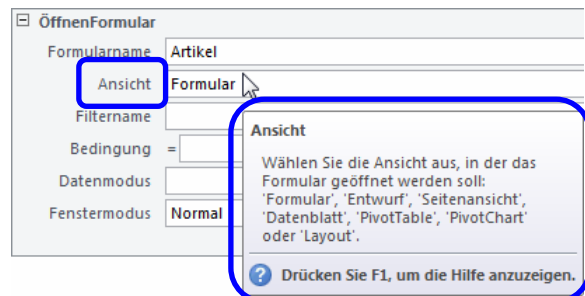 ÖffnenFormular
Formularname Artikel
Ansicht Formular
Filtername
Bedingung =
Datenmodus
Fenstermodus Normal
Ansicht
Wählen Sie die Ansicht aus, in der das
Formular geöffnet werden soll:
'Formular', 'Entwurf', 'Seitenansicht',
'Datenblatt', 'PivotTable', 'PivotChart'
oder 'Layout'.
Drücken Sie F1, um die Hilfe anzuzeigen.